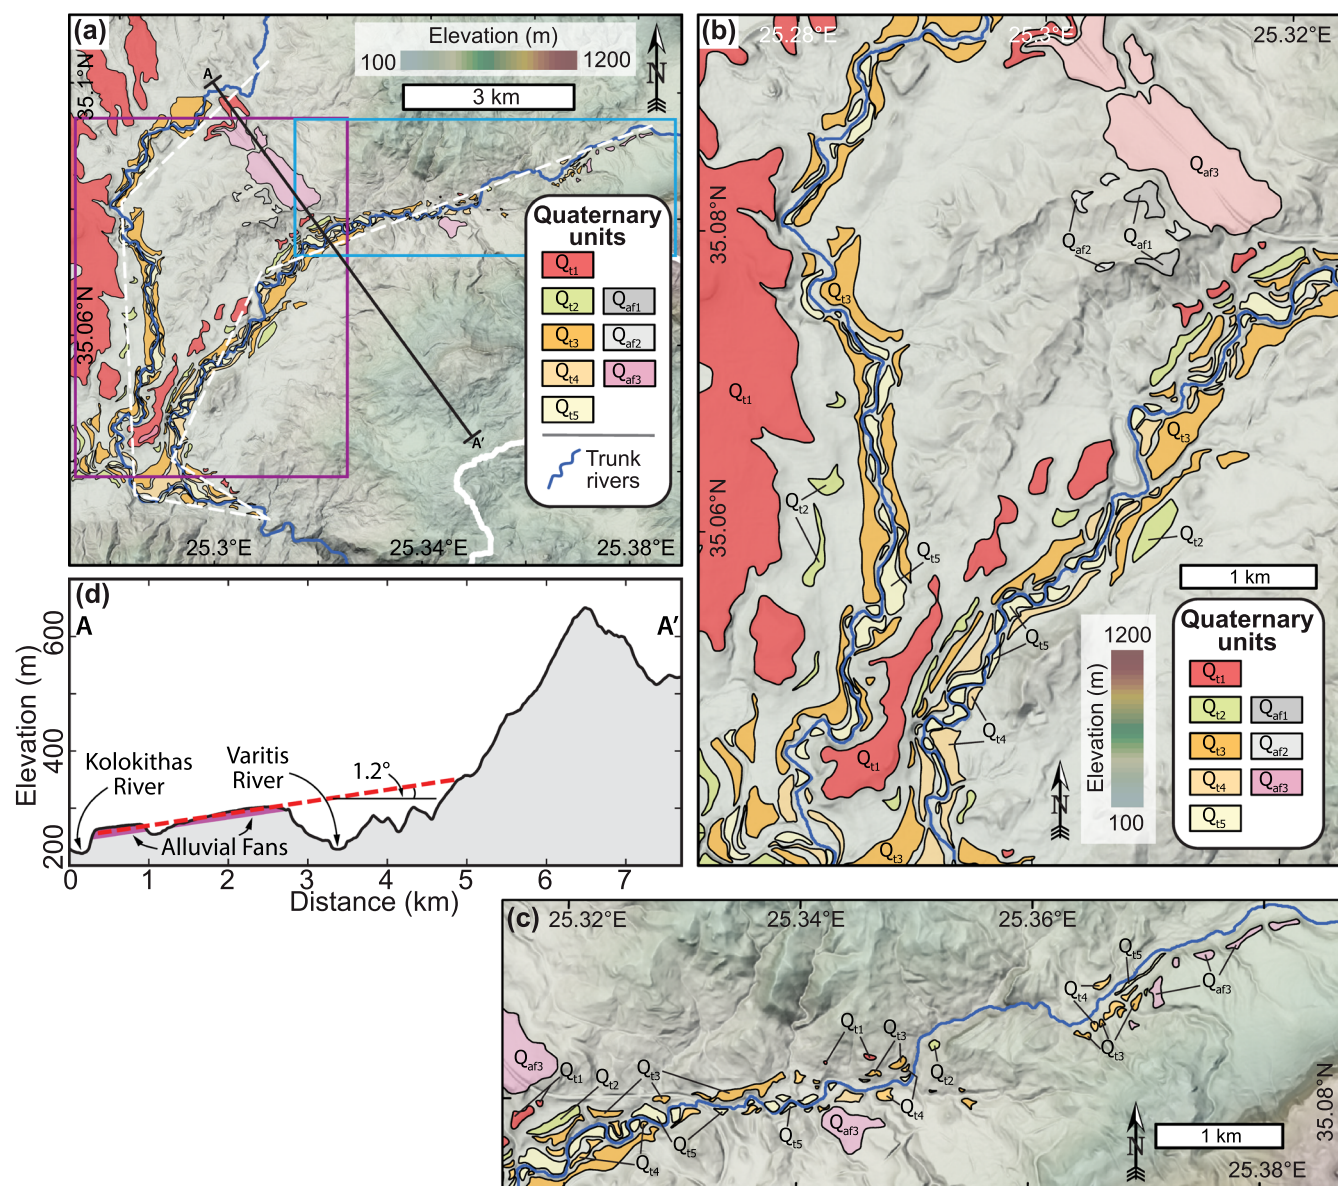 (a)
Elevation (m)
100
1200
N
3 km
35.1°N
35.06°N
A
A'
25.3°E
25.34°E
25.38°E
Quaternary
units
Qt1
Qt2
Qaf1
Qt3
Qaf2
Qt4
Qaf3
Qt5
Trunk
rivers
(b)
25.28°E
25.3°E
25.32°E
35.08°N
35.06°N
Qaf3
Qaf2
Qaf1
Qt3
Qt1
Qt3
Qt2
Qt2
Qt5
Qt5
Qt4
Qt1
Qt3
1 km
N
1200
Elevation (m)
100
Quaternary
units
Qt1
Qt2
Qaf1
Qt3
Qaf2
Qt4
Qaf3
Qt5
(d)
A
A'
600
400
200
Elevation (m)
Kolokithas
River
Varitis
River
1.2°
Alluvial Fans
0
1
2
3
4
5
6
7
Distance (km)
(c)
25.32°E
25.34°E
25.36°E
Qt5
Qt4
Qaf3
Qt3
Qt1
Qt3
Qt2
Qaf3
Qt1
Qt2
Qt3
Qt4
Qt5
Qt5
Qaf3
Qt4
N
1 km
35.08°N
25.38°E